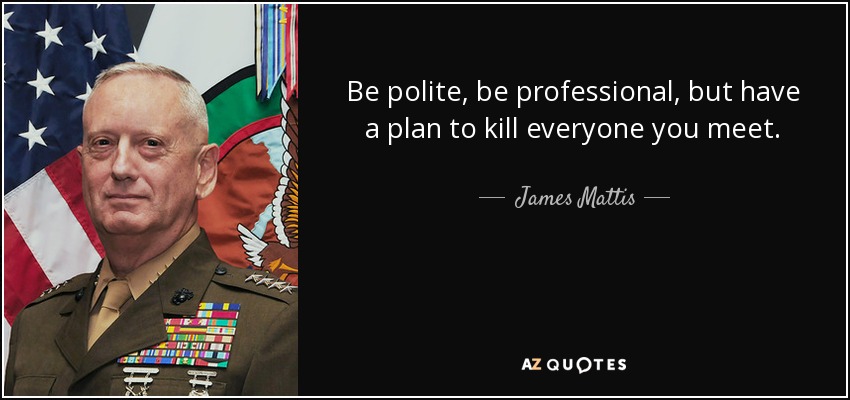 Be polite, be professional, but have
a plan to kill everyone you meet.
James Mattis
AZ QUOTES